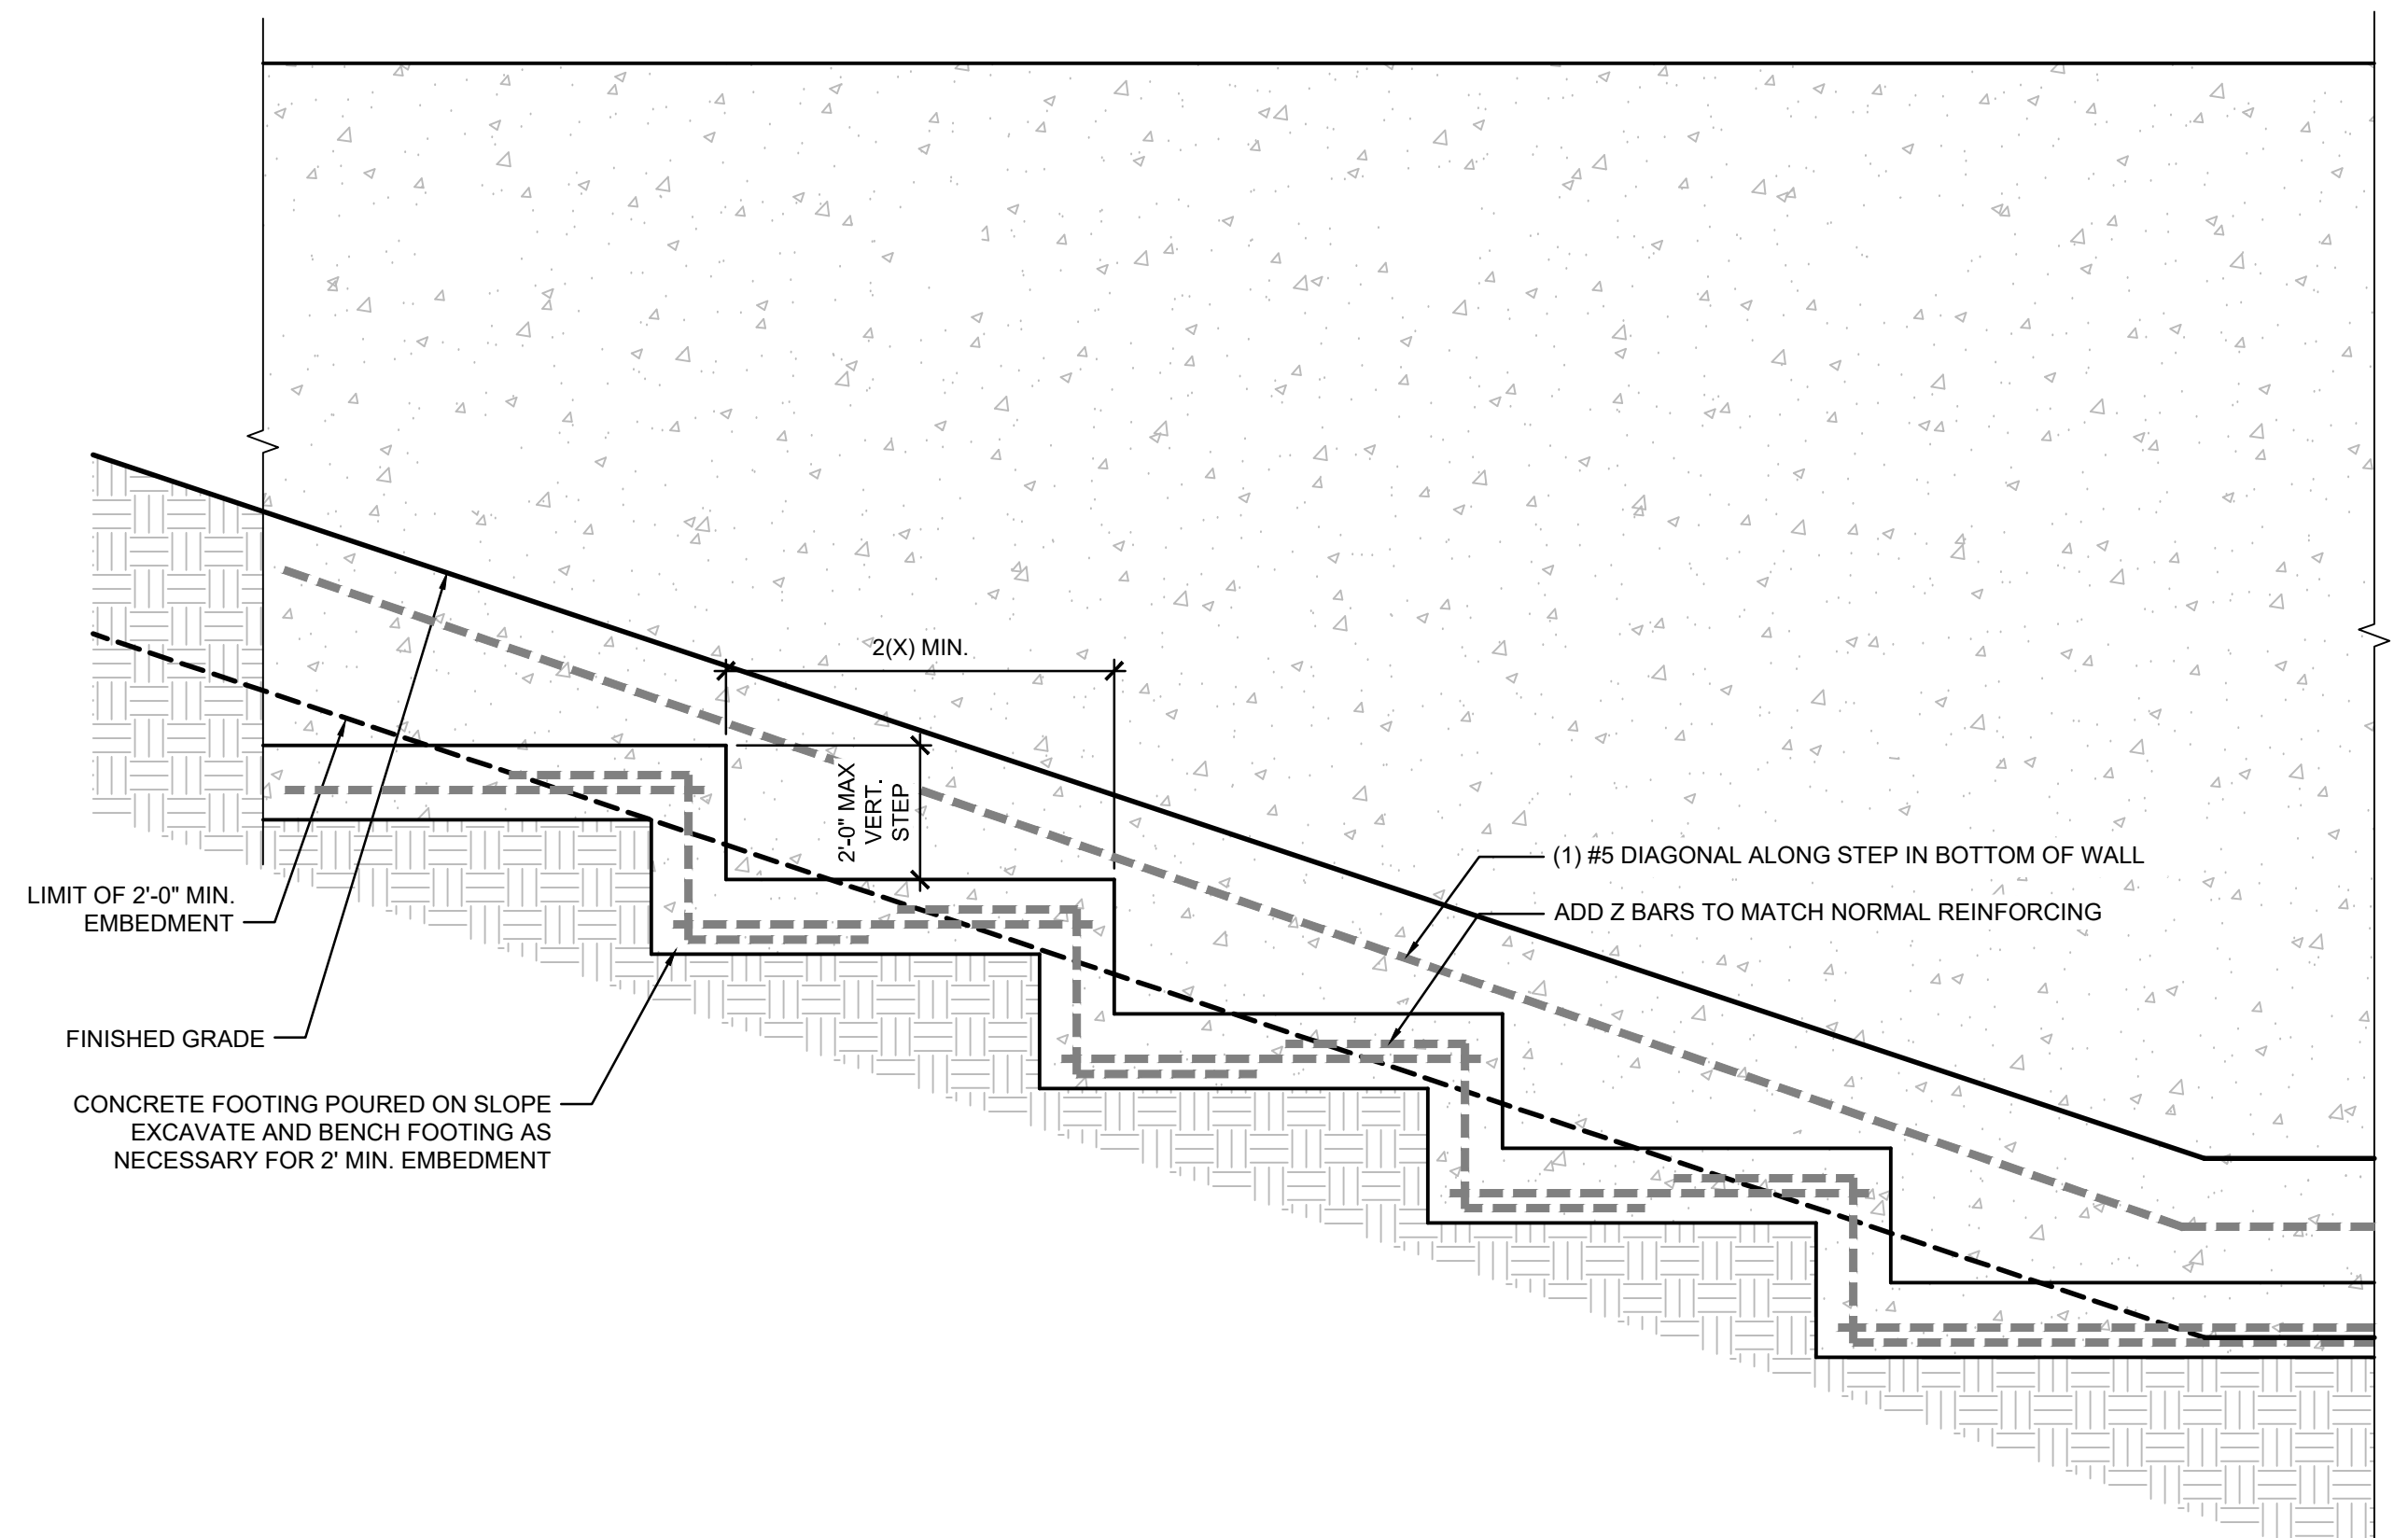 2(X) MIN.
2'-0" MAX
VERT.
STEP
(1) #5 DIAGONAL ALONG STEP IN BOTTOM OF WALL
ADD Z BARS TO MATCH NORMAL REINFORCING
LIMIT OF 2'-0" MIN.
EMBEDMENT
FINISHED GRADE
CONCRETE FOOTING POURED ON SLOPE
EXCAVATE AND BENCH FOOTING AS
NECESSARY FOR 2' MIN. EMBEDMENT